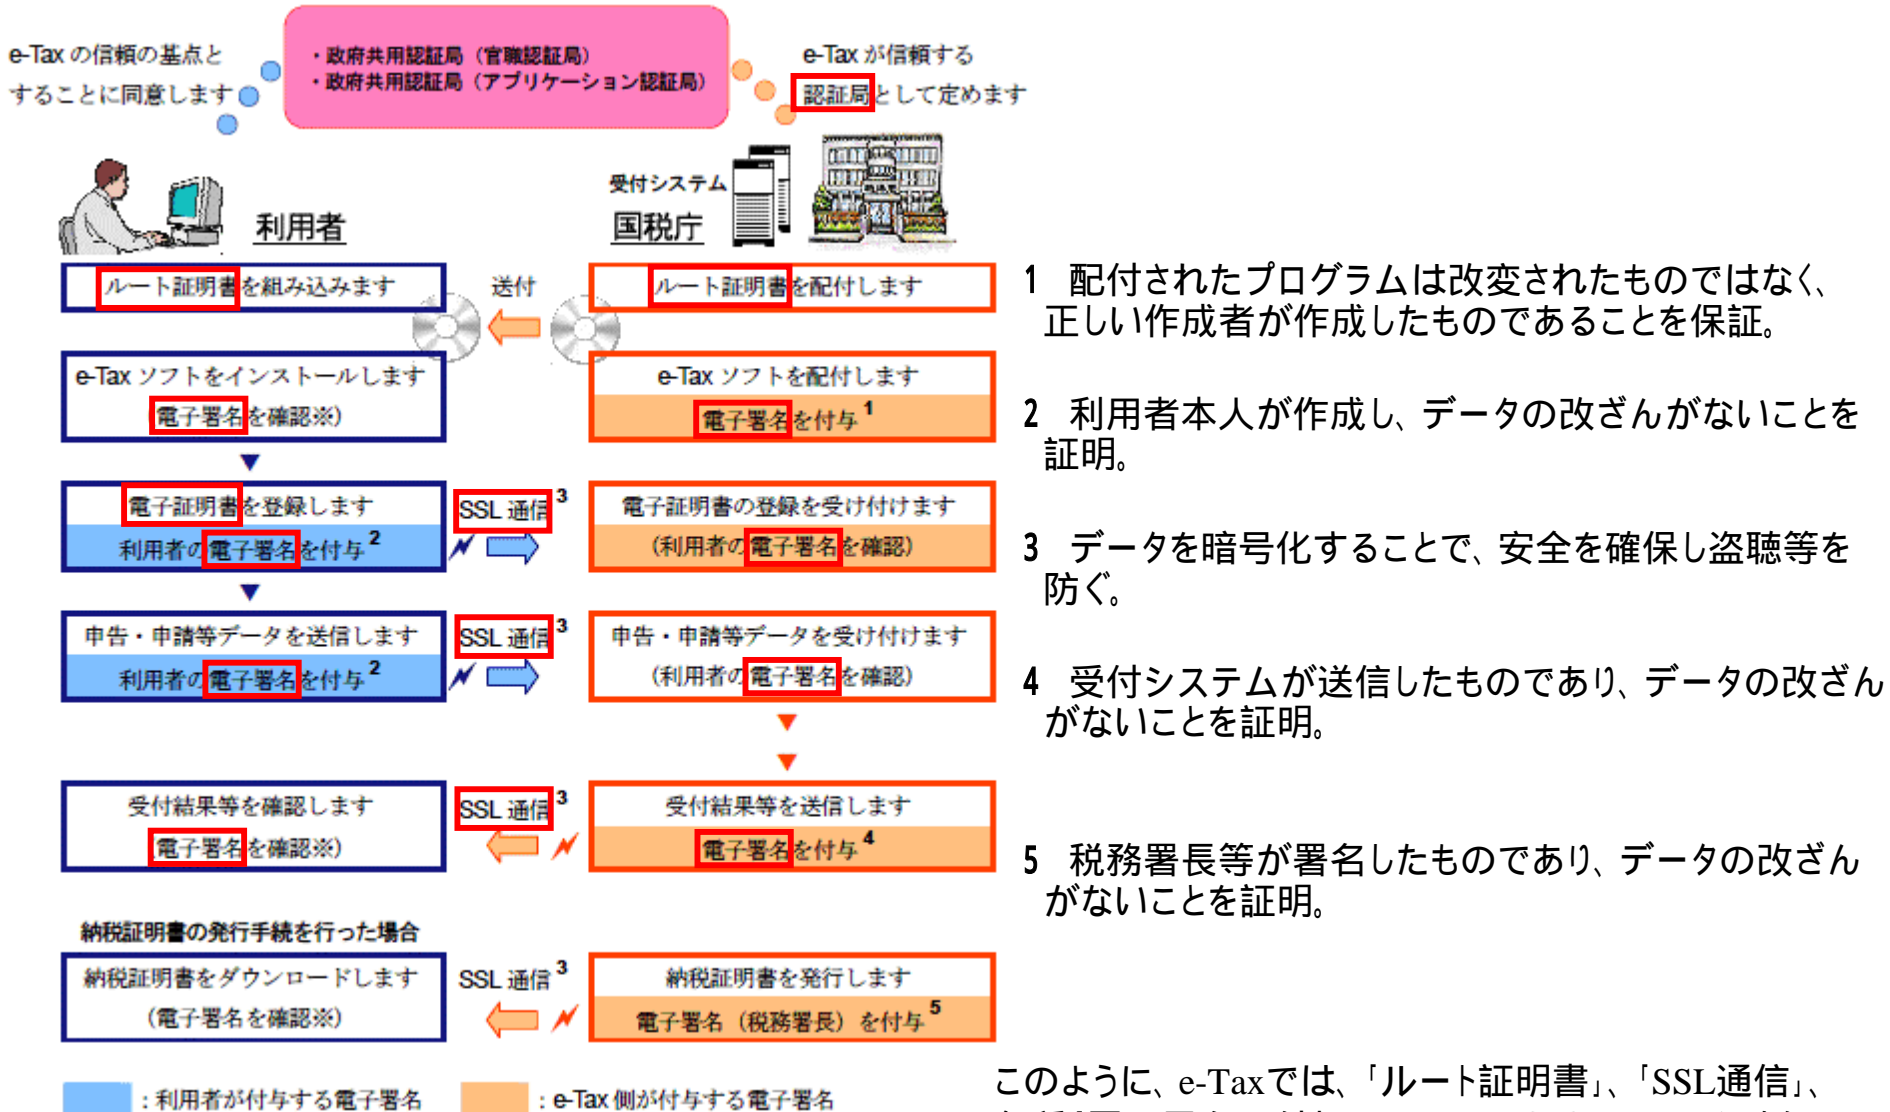 e-Tax の信頼の基点と
することに同意します
・政府共用認証局（官職認証局）
・政府共用認証局（アプリケーション認証局）
e-Tax が信頼する
認証局として定めます
利用者
受付システム
国税庁
ルート証明書を組み込みます
送付
ルート証明書を配付します
e-Tax ソフトをインストールします
（電子署名を確認※）
e-Tax ソフトを配付します
電子署名を付与 1
電子証明書を登録します
利用者の電子署名を付与 2
SSL 通信 3
電子証明書の登録を受け付けます
（利用者の電子署名を確認）
申告・申請等データを送信します
利用者の電子署名を付与 2
SSL 通信 3
申告・申請等データを受け付けます
（利用者の電子署名を確認）
受付結果等を確認します
（電子署名を確認※）
SSL 通信 3
受付結果等を送信します
電子署名を付与 4
納税証明書の発行手続を行った場合
納税証明書をダウンロードします
（電子署名を確認※）
SSL 通信 3
納税証明書を発行します
電子署名（税務署長）を付与 5
：利用者が付与する電子署名
：e-Tax 側が付与する電子署名
1 配付されたプログラムは改変されたものではなく、
正しい作成者が作成したものであることを保証。
2 利用者本人が作成し、データの改ざんがないことを
証明。
3 データを暗号化することで、安全を確保し盗聴等を
防ぐ。
4 受付システムが送信したものであり、データの改ざん
がないことを証明。
5 税務署長等が署名したものであり、データの改ざん
がないことを証明。
このように、e-Taxでは、「ルート証明書」、「SSL通信」、